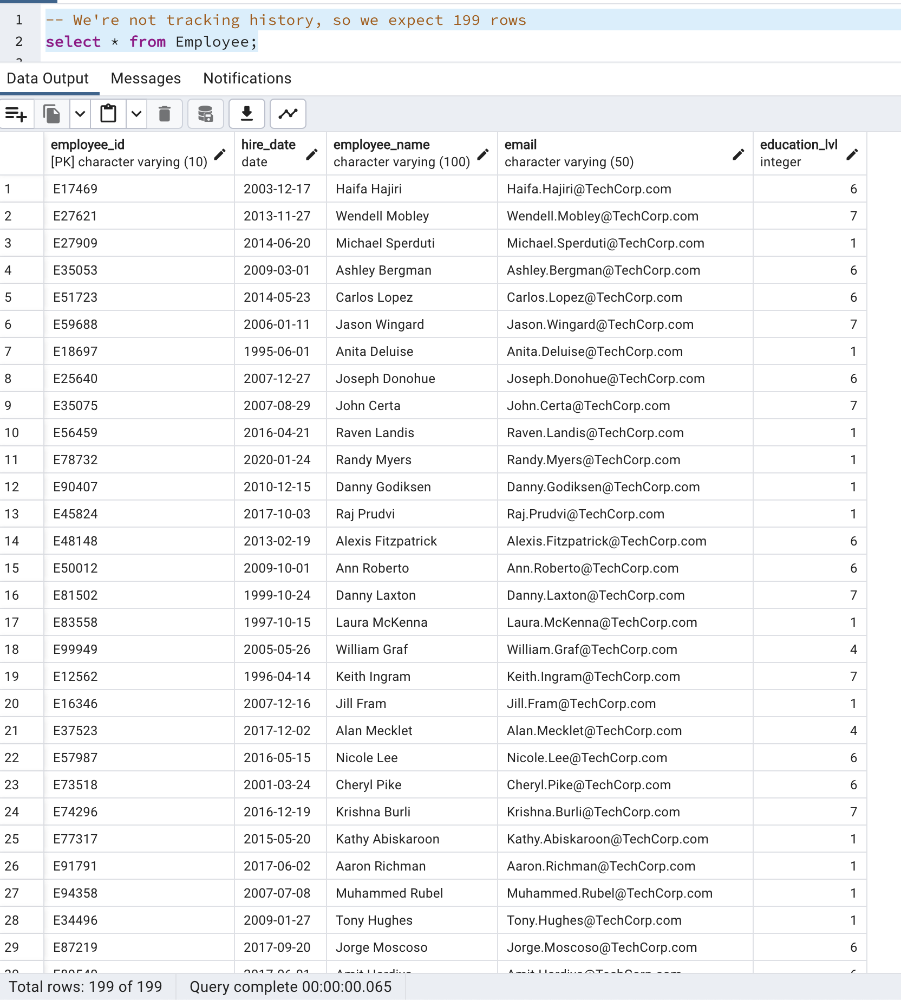 1 -- We're not tracking history, so we expect 199 rows
2 select * from Employee;
Data Output Messages Notifications
employee_id hire_date employee_name email education_lvl
[PK] character varying (10) date character varying (100) character varying (50) integer
1 E17469 2003-12-17 Haifa Hajiri Haifa.Hajiri@TechCorp.com 6
2 E27621 2013-11-27 Wendell Mobley Wendell.Mobley@TechCorp.com 7
3 E27909 2014-06-20 Michael Sperduti Michael.Sperduti@TechCorp.com 1
4 E35053 2009-03-01 Ashley Bergman Ashley.Bergman@TechCorp.com 6
5 E51723 2014-05-23 Carlos Lopez Carlos.Lopez@TechCorp.com 6
6 E59688 2006-01-11 Jason Wingard Jason.Wingard@TechCorp.com 7
7 E18697 1995-06-01 Anita Deluise Anita.Deluise@TechCorp.com 1
8 E25640 2007-12-27 Joseph Donohue Joseph.Donohue@TechCorp.com 6
9 E35075 2007-08-29 John Certa John.Certa@TechCorp.com 7
10 E56459 2016-04-21 Raven Landis Raven.Landis@TechCorp.com 1
11 E78732 2020-01-24 Randy Myers Randy.Myers@TechCorp.com 1
12 E90407 2010-12-15 Danny Godiksen Danny.Godiksen@TechCorp.com 1
13 E45824 2017-10-03 Raj Prudvi Raj.Prudvi@TechCorp.com 1
14 E48148 2013-02-19 Alexis Fitzpatrick Alexis.Fitzpatrick@TechCorp.com 6
15 E50012 2009-10-01 Ann Roberto Ann.Roberto@TechCorp.com 6
16 E81502 1999-10-24 Danny Laxton Danny.Laxton@TechCorp.com 7
17 E83558 1997-10-15 Laura McKenna Laura.McKenna@TechCorp.com 1
18 E99949 2005-05-26 William Graf William.Graf@TechCorp.com 4
19 E12562 1996-04-14 Keith Ingram Keith.Ingram@TechCorp.com 7
20 E16346 2007-12-16 Jill Fram Jill.Fram@TechCorp.com 1
21 E37523 2017-12-02 Alan Mecklet Alan.Mecklet@TechCorp.com 4
22 E57987 2016-05-15 Nicole Lee Nicole.Lee@TechCorp.com 6
23 E73518 2001-03-24 Cheryl Pike Cheryl.Pike@TechCorp.com 6
24 E74296 2016-12-19 Krishna Burli Krishna.Burli@TechCorp.com 7
25 E77317 2015-05-20 Kathy Abiskaroon Kathy.Abiskaroon@TechCorp.com 1
26 E91791 2017-06-02 Aaron Richman Aaron.Richman@TechCorp.com 1
27 E94358 2007-07-08 Muhammed Rubel Muhammed.Rubel@TechCorp.com 1
28 E34496 2009-01-27 Tony Hughes Tony.Hughes@TechCorp.com 1
29 E87219 2017-09-20 Jorge Moscoso Jorge.Moscoso@TechCorp.com 6
Total rows: 199 of 199 Query complete 00:00:00.065